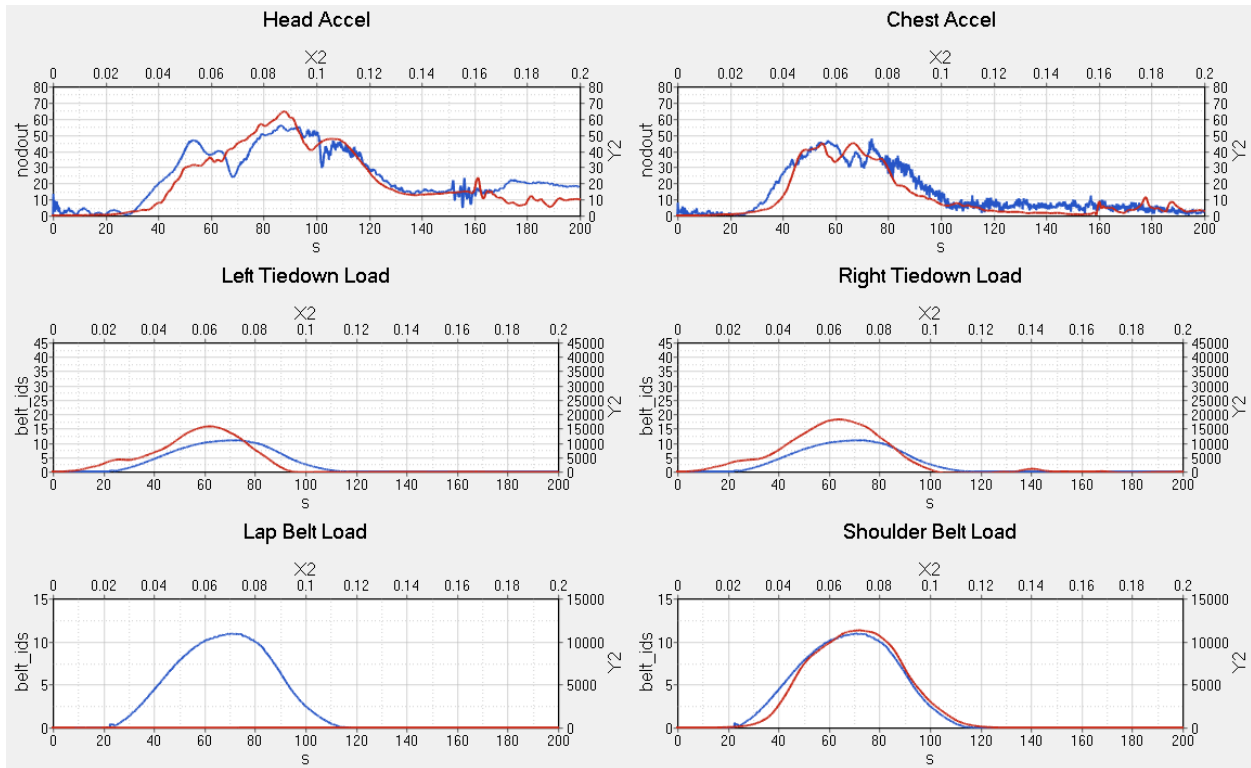 Head Accel
X2
0 0.02 0.04 0.06 0.08 0.1 0.12 0.14 0.16 0.18 0.2
80 70 60 50 40 30 20 10 0
nodout
80 70 60 50 40 30 20 10 0
Y2
0 20 40 60 80 100 120 140 160 180 200
s
Chest Accel
X2
0 0.02 0.04 0.06 0.08 0.1 0.12 0.14 0.16 0.18 0.2
80 70 60 50 40 30 20 10 0
nodout
80 70 60 50 40 30 20 10 0
Y2
0 20 40 60 80 100 120 140 160 180 200
s
Left Tiedown Load
X2
0 0.02 0.04 0.06 0.08 0.1 0.12 0.14 0.16 0.18 0.2
45 40 35 30 25 20 15 10 5 0
belt_ids
45000 40000 35000 30000 25000 20000 15000 10000 5000 0
Y2
0 20 40 60 80 100 120 140 160 180 200
s
Right Tiedown Load
X2
0 0.02 0.04 0.06 0.08 0.1 0.12 0.14 0.16 0.18 0.2
45 40 35 30 25 20 15 10 5 0
belt_ids
45000 40000 35000 30000 25000 20000 15000 10000 5000 0
Y2
0 20 40 60 80 100 120 140 160 180 200
s
Lap Belt Load
X2
0 0.02 0.04 0.06 0.08 0.1 0.12 0.14 0.16 0.18 0.2
15 10 5 0
belt_ids
15000 10000 5000 0
Y2
0 20 40 60 80 100 120 140 160 180 200
s
Shoulder Belt Load
X2
0 0.02 0.04 0.06 0.08 0.1 0.12 0.14 0.16 0.18 0.2
15 10 5 0
belt_ids
15000 10000 5000 0
Y2
0 20 40 60 80 100 120 140 160 180 200
s